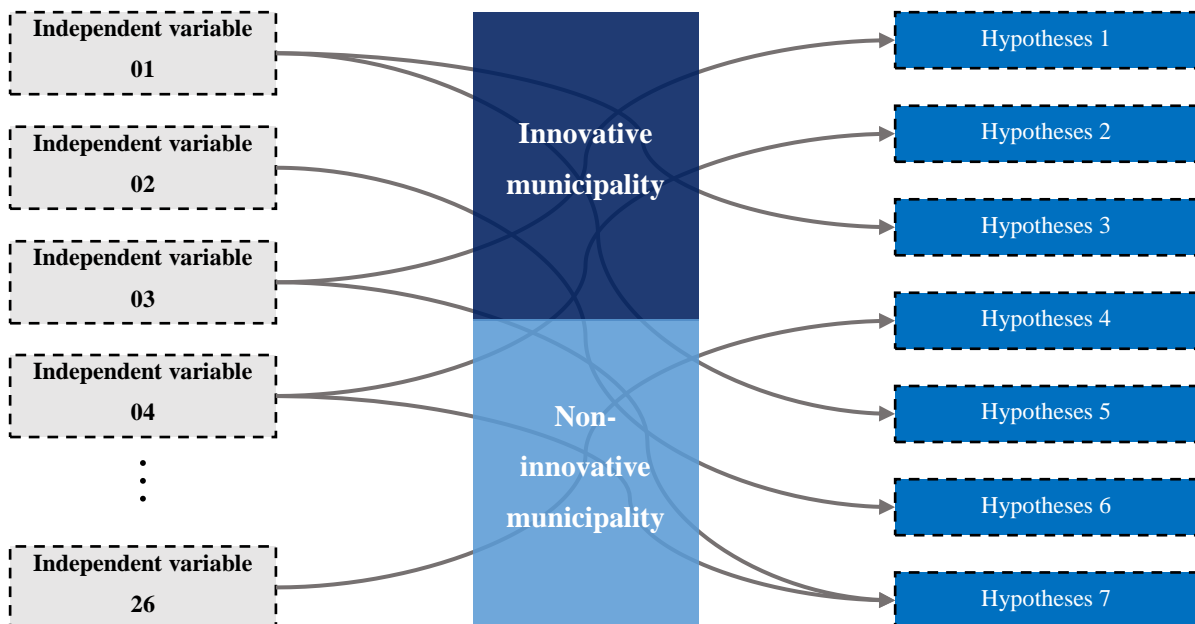 Independent variable
01
Independent variable
02
Independent variable
03
Independent variable
04
Independent variable
26
Innovative
municipality
Non-
innovative
municipality
Hypotheses 1
Hypotheses 2
Hypotheses 3
Hypotheses 4
Hypotheses 5
Hypotheses 6
Hypotheses 7